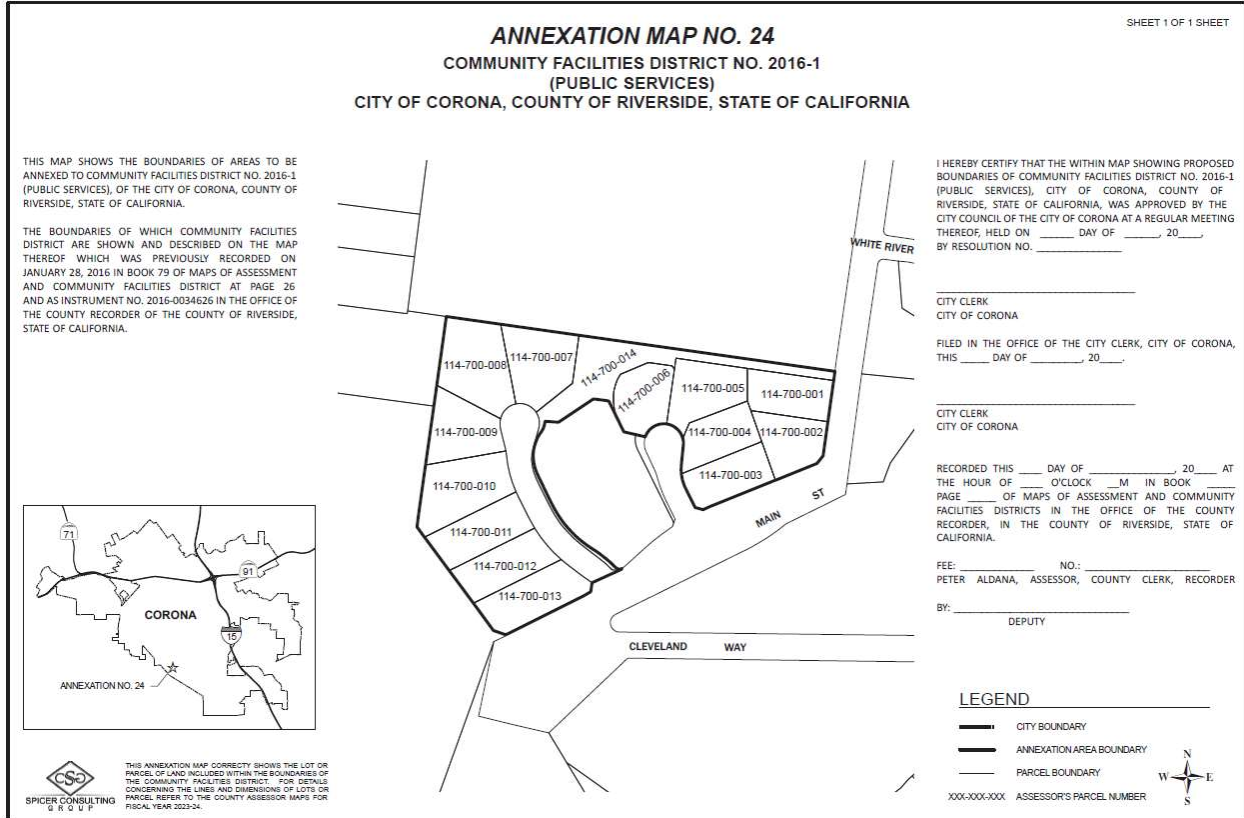 SHEET 1 OF 1 SHEET
ANNEXATION MAP NO. 24
COMMUNITY FACILITIES DISTRICT NO. 2016-1
(PUBLIC SERVICES)
CITY OF CORONA, COUNTY OF RIVERSIDE, STATE OF CALIFORNIA
THIS MAP SHOWS THE BOUNDARIES OF AREAS TO BE
ANNEXED TO COMMUNITY FACILITIES DISTRICT NO. 2016-1
(PUBLIC SERVICES), OF THE CITY OF CORONA, COUNTY OF
RIVERSIDE, STATE OF CALIFORNIA.
THE BOUNDARIES OF WHICH COMMUNITY FACILITIES
DISTRICT ARE SHOWN AND DESCRIBED ON THE MAP
THEREOF WHICH WAS PREVIOUSLY RECORDED ON
JANUARY 28, 2016 IN BOOK 79 OF MAPS OF ASSESSMENT
AND COMMUNITY FACILITIES DISTRICT AT PAGE 26
AND AS INSTRUMENT NO. 2016-0034626 IN THE OFFICE OF
THE COUNTY RECORDER OF THE COUNTY OF RIVERSIDE,
STATE OF CALIFORNIA.
71
91
CORONA
15
ANNEXATION NO. 24
CSG
SPICER CONSULTING
GROUP
THIS ANNEXATION MAP CORRECTY SHOWS THE LOT OR
PARCEL OF LAND INCLUDED WITHIN THE BOUNDARIES OF
THE COMMUNITY FACILITIES DISTRICT. FOR DETAILS
CONCERNING THE LINES AND DIMENSIONS OF LOTS OR
PARCEL REFER TO THE COUNTY ASSESSOR MAPS FOR
FISCAL YEAR 2023-24.
WHITE RIVER
114-700-008
114-700-007
114-700-014
114-700-006
114-700-005
114-700-001
114-700-009
114-700-004
114-700-002
114-700-003
114-700-010
114-700-011
114-700-012
114-700-013
MAIN ST
CLEVELAND WAY
I HEREBY CERTIFY THAT THE WITHIN MAP SHOWING PROPOSED
BOUNDARIES OF COMMUNITY FACILITIES DISTRICT NO. 2016-1
(PUBLIC SERVICES), CITY OF CORONA, COUNTY OF
RIVERSIDE, STATE OF CALIFORNIA, WAS APPROVED BY THE
CITY COUNCIL OF THE CITY OF CORONA AT A REGULAR MEETING
THEREOF, HELD ON ______ DAY OF ______, 20____,
BY RESOLUTION NO. _______________
CITY CLERK
CITY OF CORONA
FILED IN THE OFFICE OF THE CITY CLERK, CITY OF CORONA,
THIS _____ DAY OF _________, 20____.
CITY CLERK
CITY OF CORONA
RECORDED THIS ____ DAY OF _______________, 20____ AT
THE HOUR OF ____ O'CLOCK __M IN BOOK _____
PAGE _____ OF MAPS OF ASSESSMENT AND COMMUNITY
FACILITIES DISTRICTS IN THE OFFICE OF THE COUNTY
RECORDER, IN THE COUNTY OF RIVERSIDE, STATE OF
CALIFORNIA.
FEE: _____________ NO.: ______________________
PETER ALDANA, ASSESSOR, COUNTY CLERK, RECORDER
BY: _______________________________
DEPUTY
LEGEND
CITY BOUNDARY
ANNEXATION AREA BOUNDARY
PARCEL BOUNDARY
XXX-XXX-XXX ASSESSOR'S PARCEL NUMBER
N
W E
S